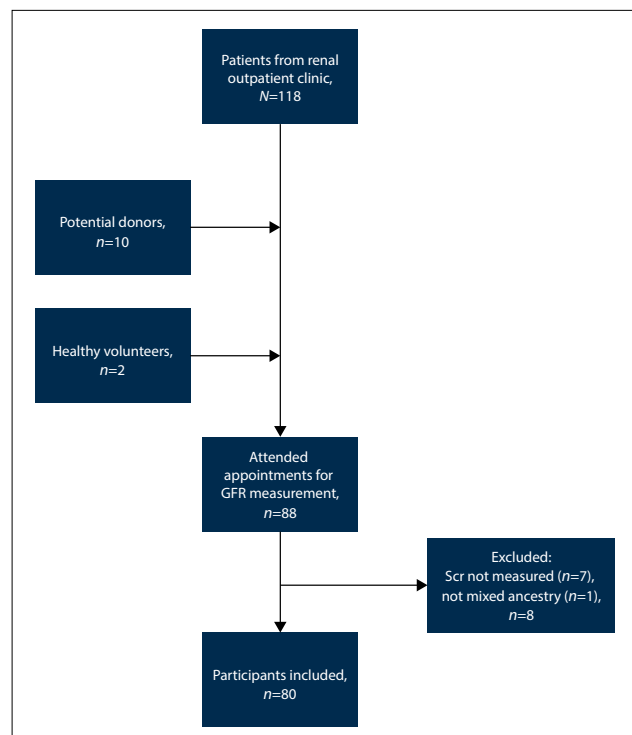 Patients from renal
outpatient clinic,
N=118
Potential donors,
n=10
Healthy volunteers,
n=2
Attended
appointments for
GFR measurement,
n=88
Excluded:
Scr not measured (n=7),
not mixed ancestry (n=1),
n=8
Participants included,
n=80